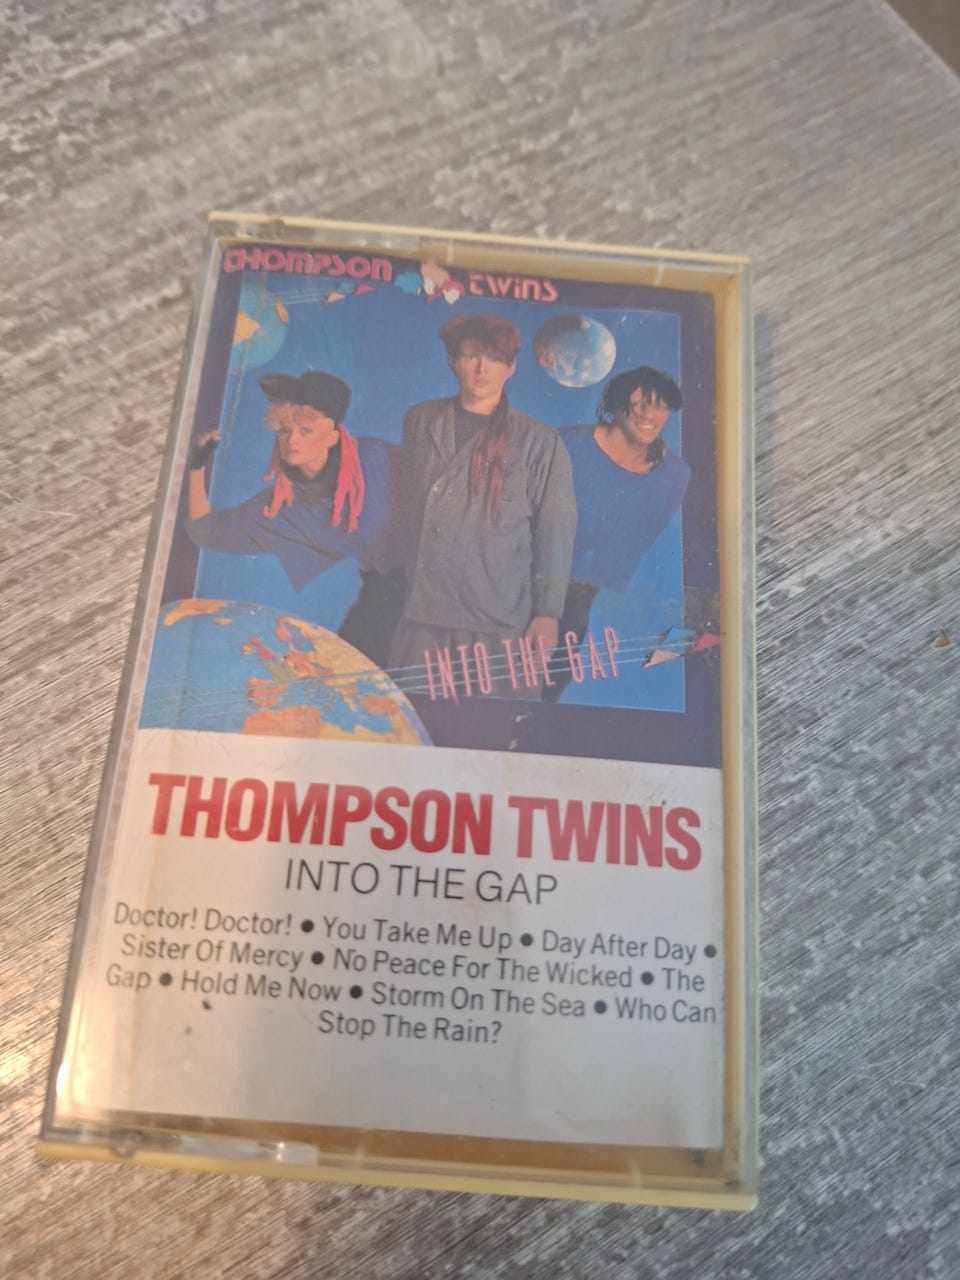 THOMPSON TWINS
INTO THE GAP
THOMPSON TWINS
INTO THE GAP
Doctor! Doctor! • You Take Me Up • Day After Day •
Sister Of Mercy • No Peace For The Wicked • The
Gap • Hold Me Now • Storm On The Sea • Who Can
Stop The Rain?